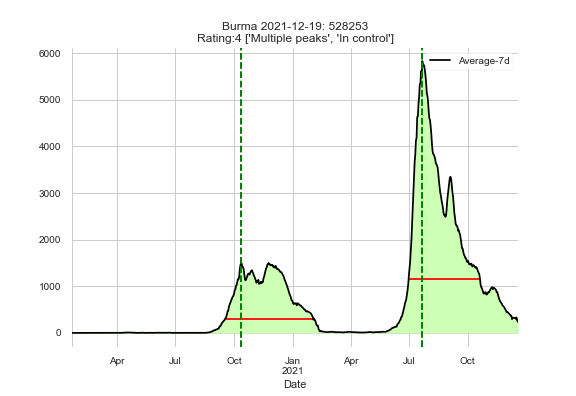 Burma 2021-12-19: 528253
Rating:4 ['Multiple peaks', 'In control']
6000
5000
4000
3000
2000
1000
0
Average-7d
Apr
Jul
Oct
Jan
2021
Apr
Jul
Oct
Date